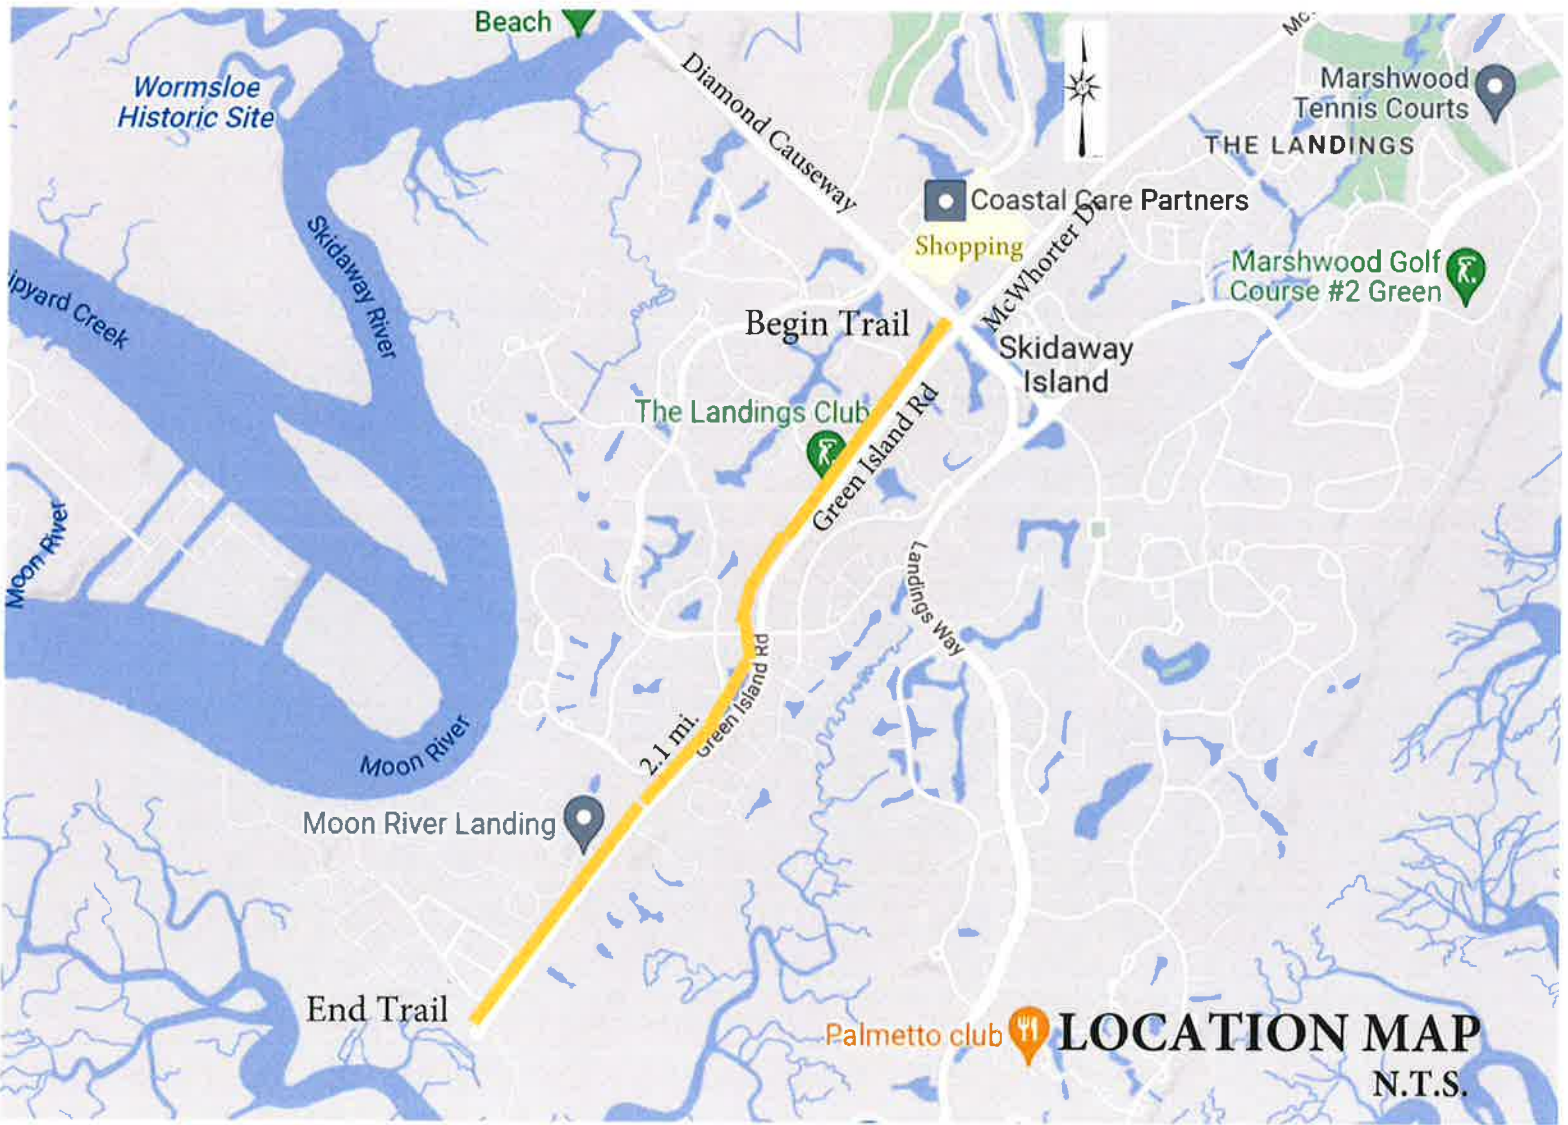 Beach
Mc.
Wormsloe
Historic Site
Diamond Causeway
Marshwood
Tennis Courts
THE LANDINGS
Coastal Care Partners
Shopping
McWhorter Dr
Marshwood Golf
Course #2 Green
Skidaway River
ipyard Creek
Begin Trail
Skidaway
Island
The Landings Club
Green Island Rd
Moon River
Landings Way
Green Island Rd
2.1 mi.
Moon River
Moon River Landing
End Trail
Palmetto club
LOCATION MAP
N.T.S.